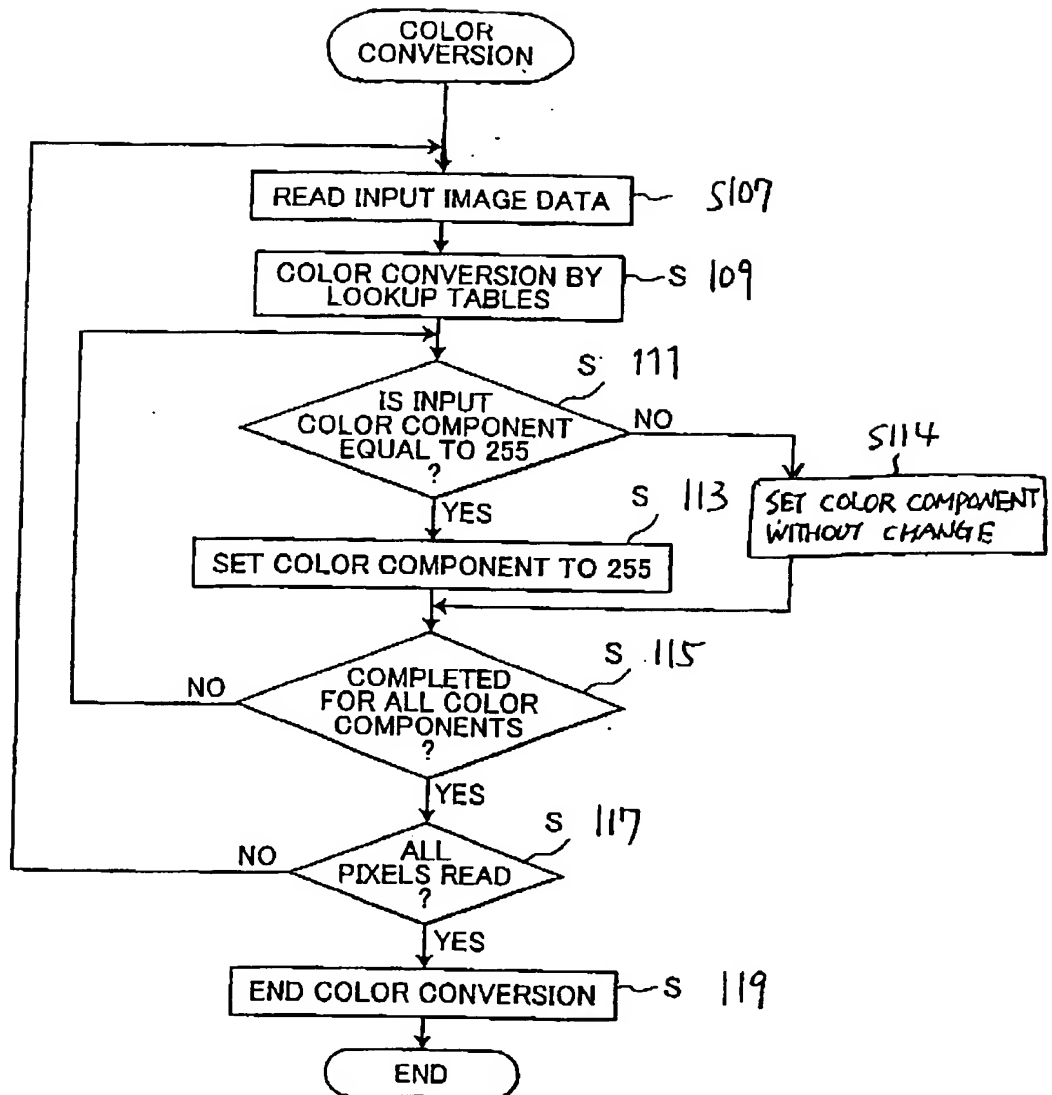 COLOR
CONVERSION
READ INPUT IMAGE DATA
S107
COLOR CONVERSION BY
LOOKUP TABLES
S 109
S 111
IS INPUT
COLOR COMPONENT
EQUAL TO 255
?
NO
S114
SET COLOR COMPONENT
WITHOUT CHANGE
YES
S 113
SET COLOR COMPONENT TO 255
S 115
COMPLETED
FOR ALL COLOR
COMPONENTS
?
NO
YES
S 117
ALL
PIXELS READ
?
NO
YES
END COLOR CONVERSION
S 119
END